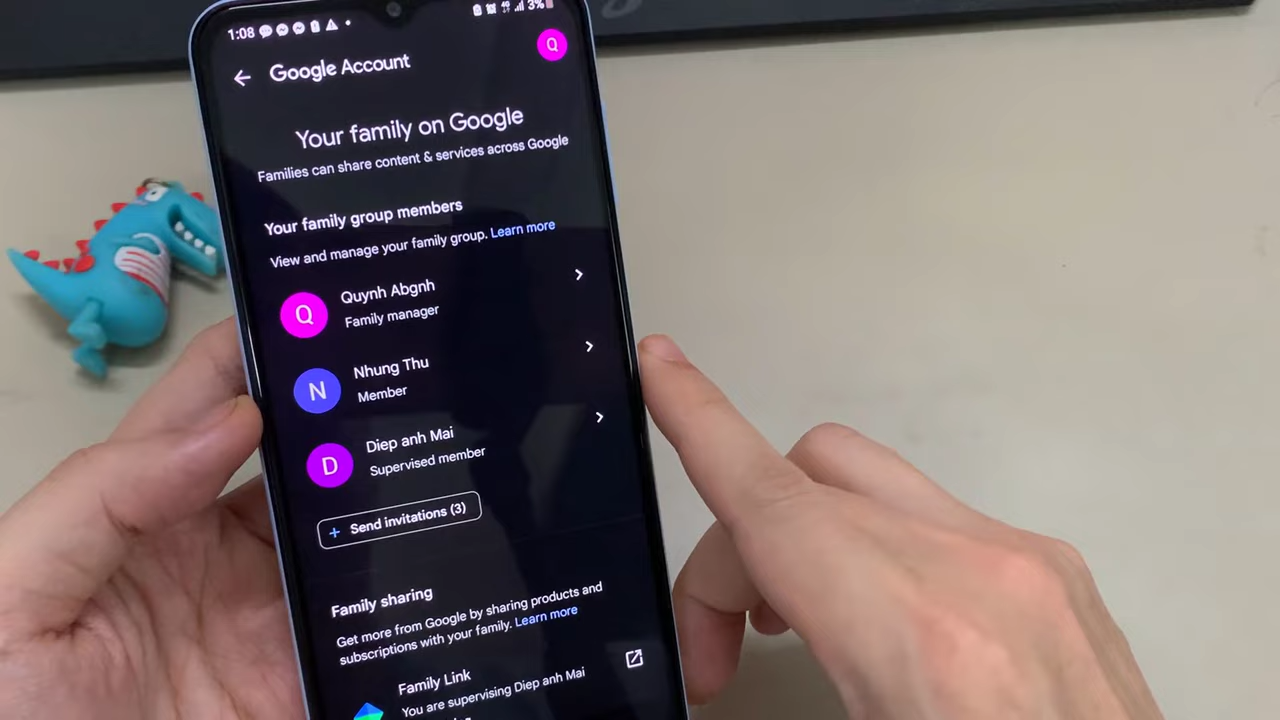 1:08
3%
Google Account
Q
Your family on Google
Families can share content & services across Google
Your family group members
View and manage your family group. Learn more
Q
Quynh Abgnh
Family manager
N
Nhung Thu
Member
D
Diep anh Mai
Supervised member
+ Send invitations (3)
Family sharing
Get more from Google by sharing products and
subscriptions with your family. Learn more
Family Link
You are supervising Diep anh Mai